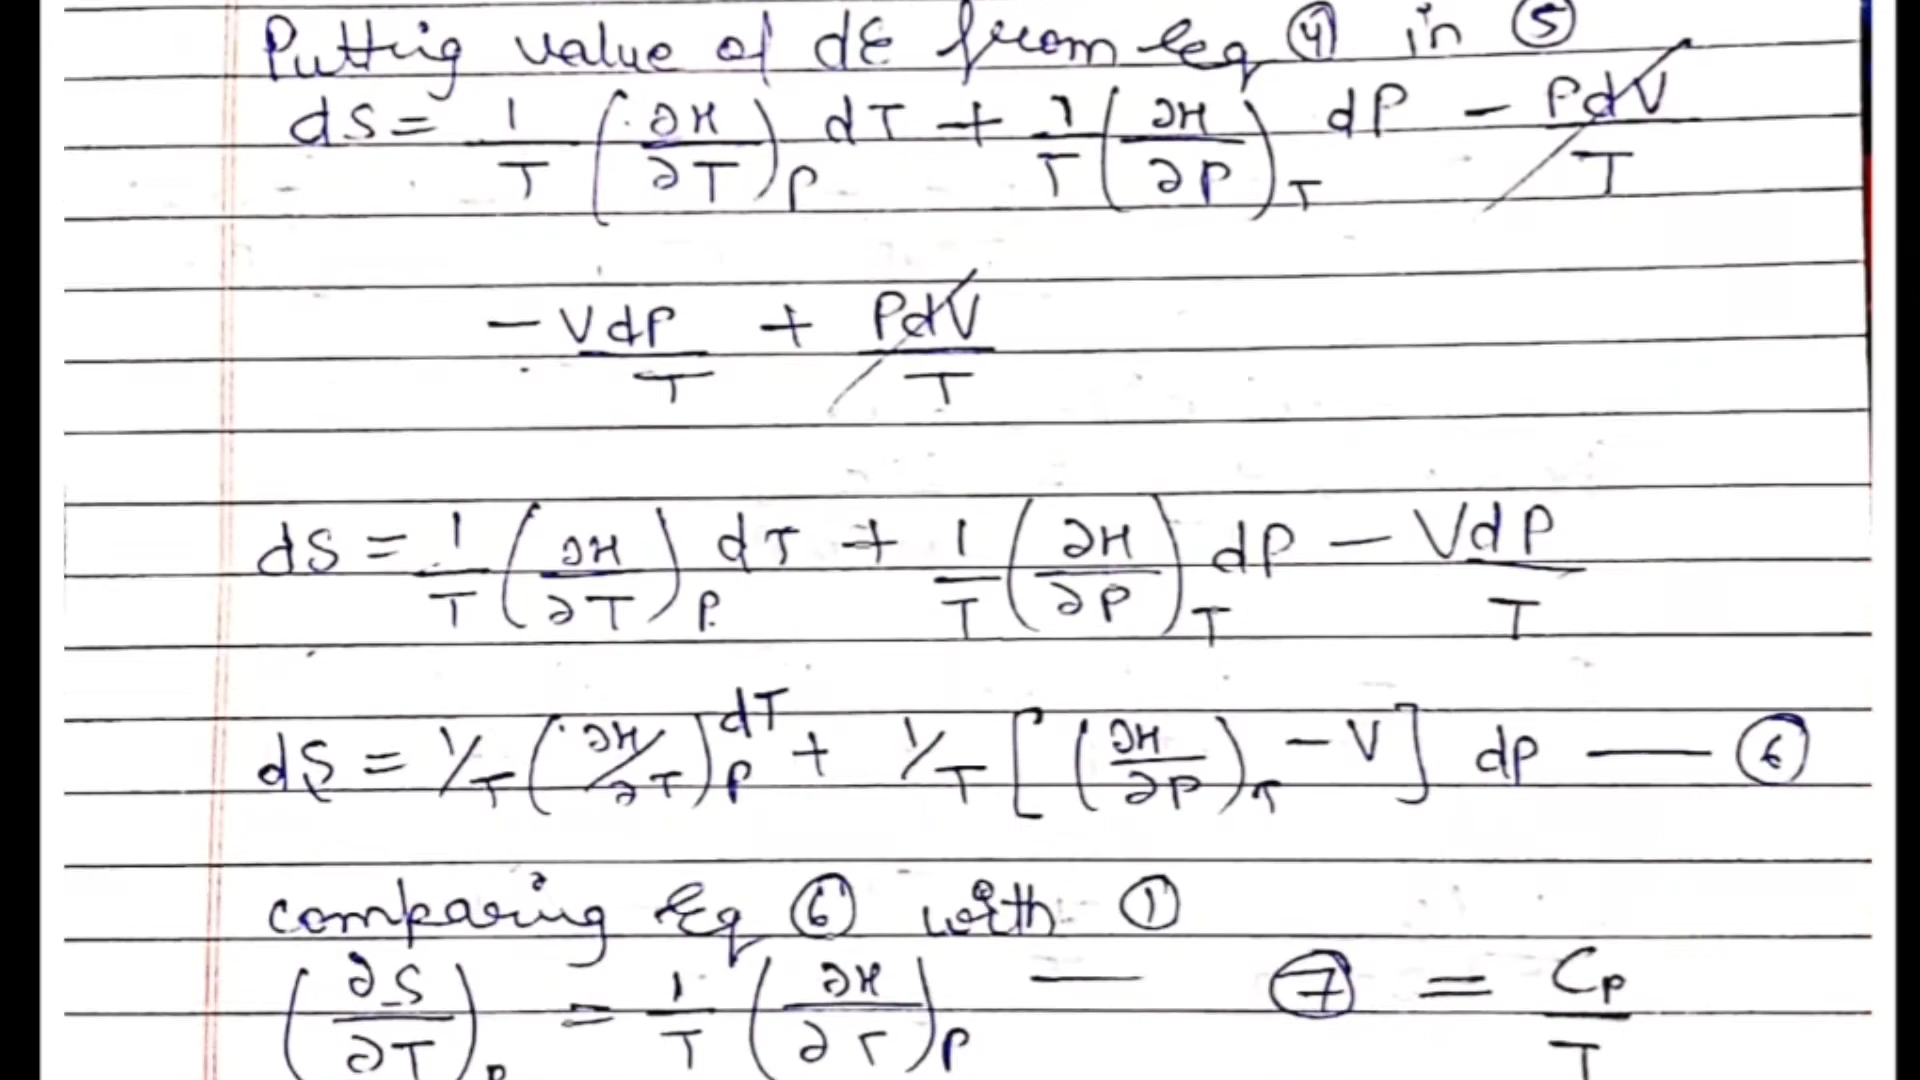 Putting value of dE from eq ④ in ⑤
dS = 1/T (∂H/∂T)_P dT + 1/T (∂H/∂P)_T dP − PdV/T
− VdP/T + PdV/T
dS = 1/T (∂H/∂T)_P dT + 1/T (∂H/∂P)_T dP − VdP/T
dS = 1/T (∂H/∂T)_P dT + 1/T [(∂H/∂P)_T − V] dP — ⑥
comparing Eq ⑥ with ①
(∂S/∂T)_P = 1/T (∂H/∂T)_P — ⑦ = C_P/T